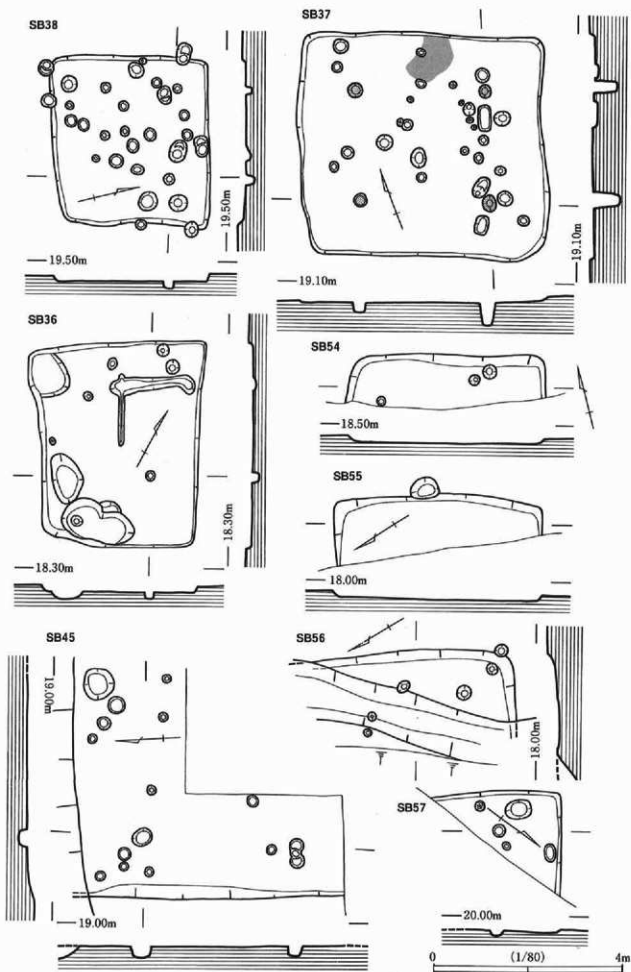 SB38
SB37
19.50m
19.50m
19.10m
19.10m
SB36
SB54
18.50m
SB55
18.30m
18.30m
18.00m
SB45
SB56
19.00m
18.00m
SB57
19.00m
20.00m
0 (1/80) 4m